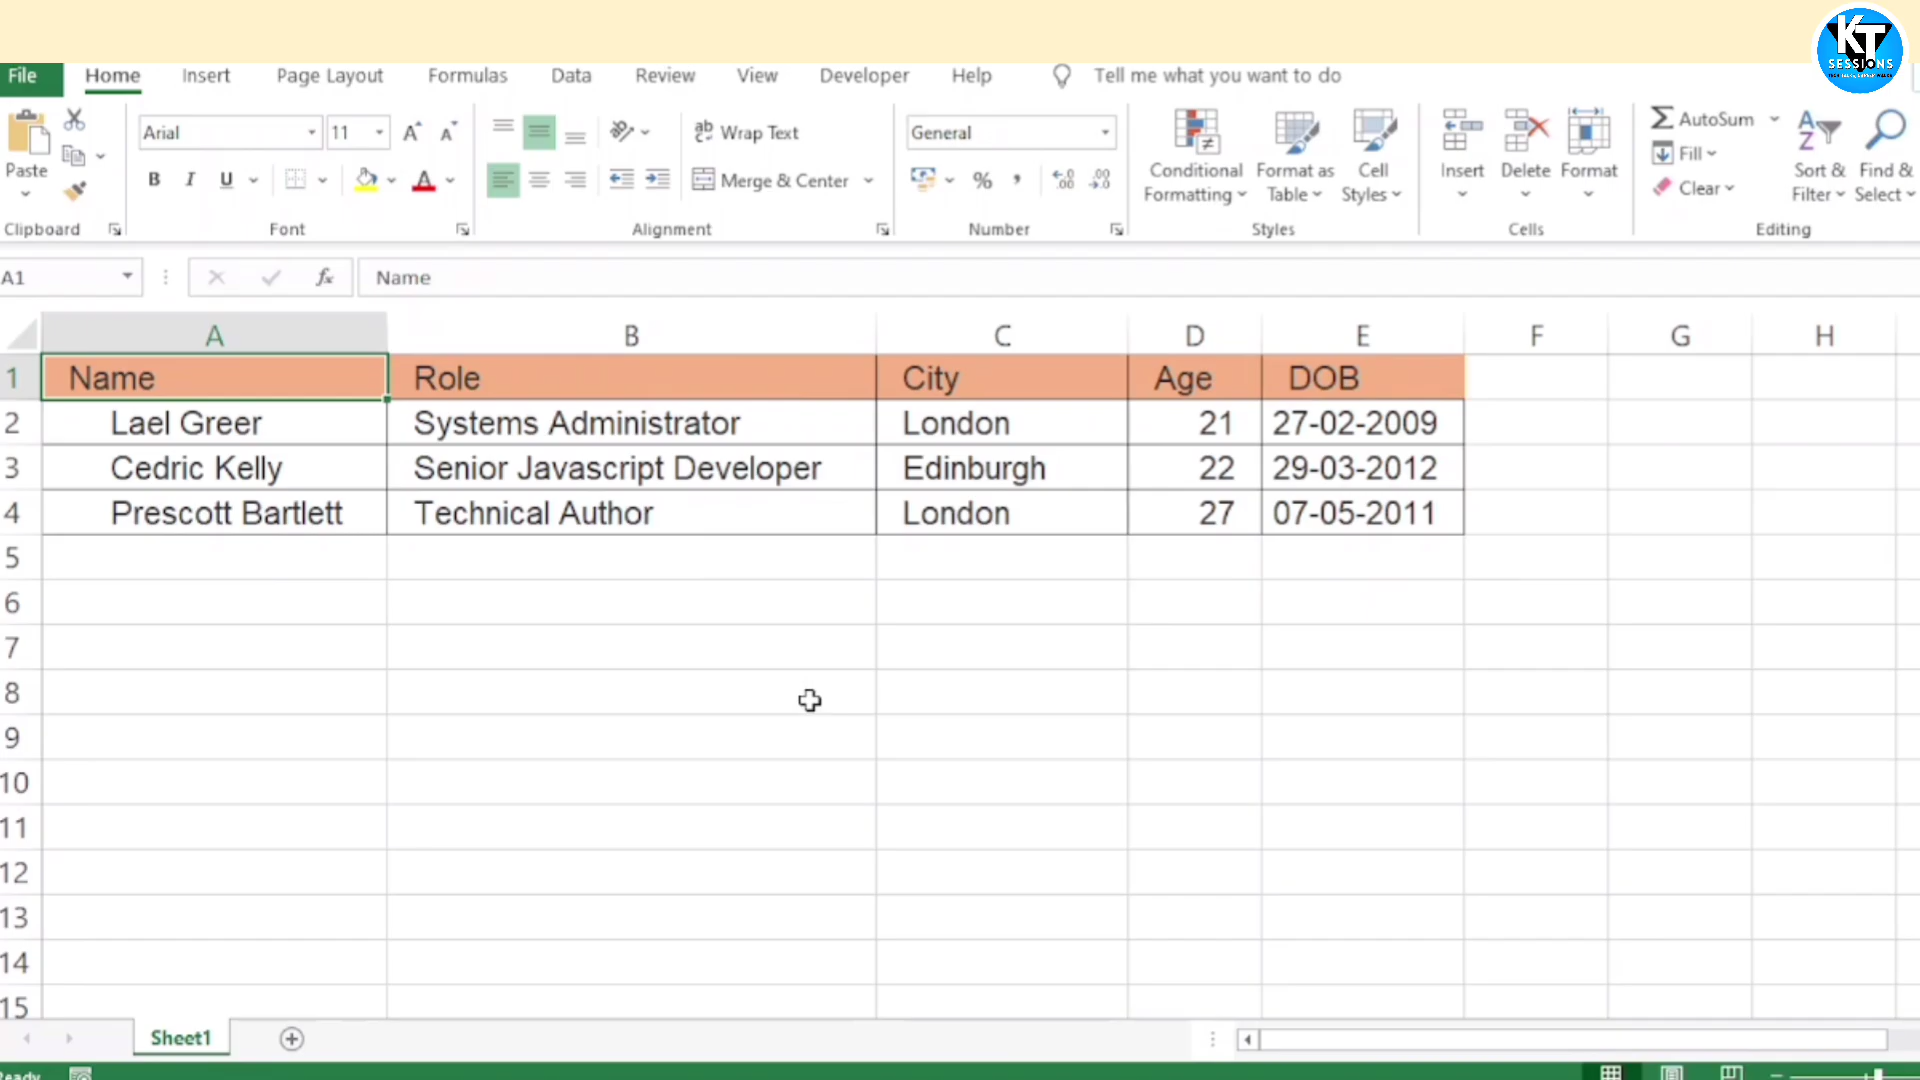 KT
SESSIONS
File Home Insert Page Layout Formulas Data Review View Developer Help Tell me what you want to do
Paste
Clipboard
Arial 11
B I U
Font
ab Wrap Text
Merge & Center
Alignment
General
% ,
Number
Conditional Formatting
Format as Table
Cell Styles
Styles
Insert Delete Format
Cells
AutoSum
Fill
Clear
Sort & Filter
Find & Select
Editing
A1 fx Name
A B C D E F G H
1 Name Role City Age DOB
2 Lael Greer Systems Administrator London 21 27-02-2009
3 Cedric Kelly Senior Javascript Developer Edinburgh 22 29-03-2012
4 Prescott Bartlett Technical Author London 27 07-05-2011
5
6
7
8
9
10
11
12
13
14
15
Sheet1